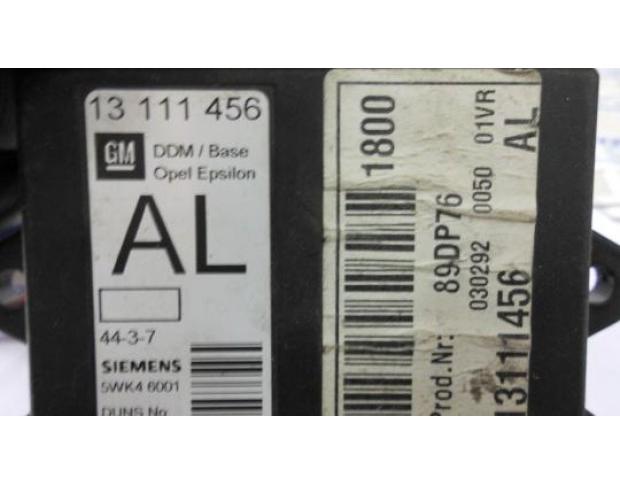 13 111 456
GM
DDM / Base
Opel Epsilon
AL
44-3-7
SIEMENS
5WK4 6001
DUNS No
1800
01VR
AL
89DP76
030292 0050
Prod.Nr:
13111456